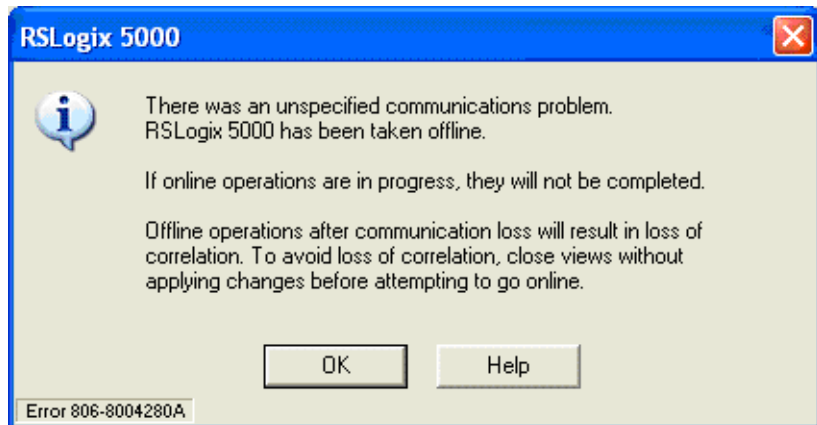 RSLogix 5000
There was an unspecified communications problem.
RSLogix 5000 has been taken offline.
If online operations are in progress, they will not be completed.
Offline operations after communication loss will result in loss of
correlation. To avoid loss of correlation, close views without
applying changes before attempting to go online.
OK
Help
Error 806-8004280A